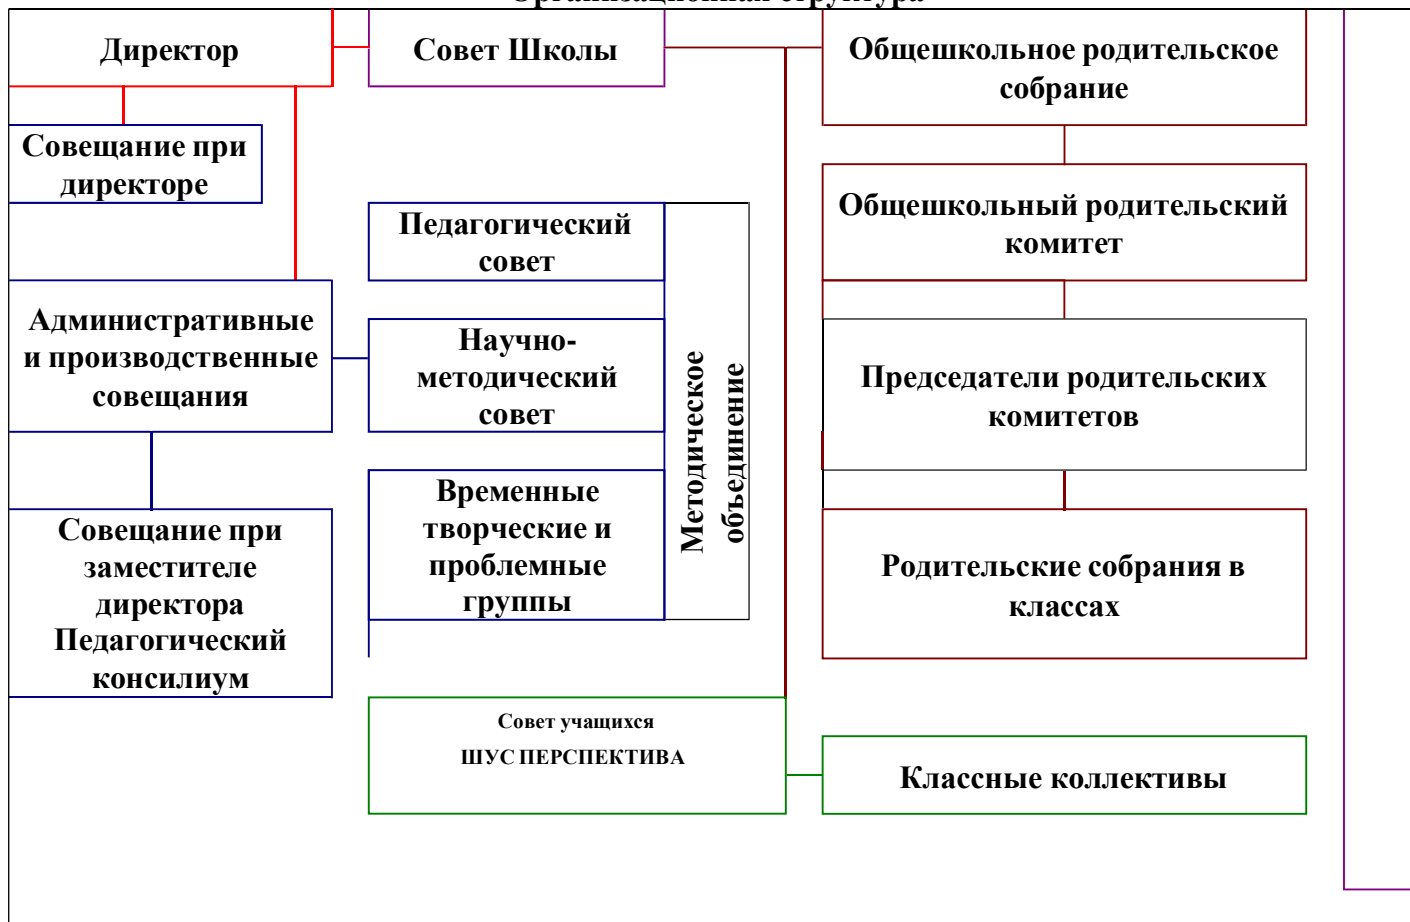 Организационная структура
Директор
Совет Школы
Общешкольное родительское
собрание
Совещание при
директоре
Общешкольный родительский
комитет
Педагогический
совет
Административные
и производственные
совещания
Научно-
методический
совет
Методическое
объединение
Председатели родительских
комитетов
Временные
творческие и
проблемные
группы
Совещание при
заместителе
директора
Педагогический
консилиум
Родительские собрания в
классах
Совет учащихся
ШУС ПЕРСПЕКТИВА
Классные коллективы